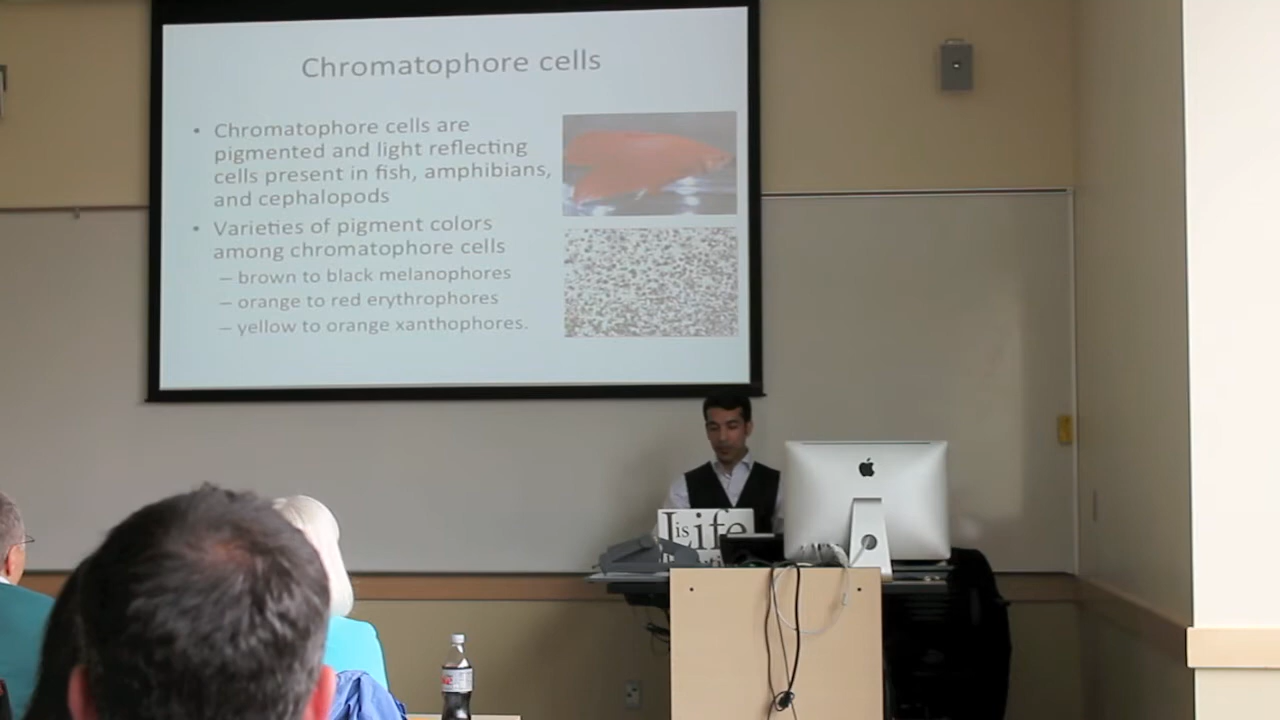 Chromatophore cells
• Chromatophore cells are
pigmented and light reflecting
cells present in fish, amphibians,
and cephalopods
• Varieties of pigment colors
among chromatophore cells
– brown to black melanophores
– orange to red erythrophores
– yellow to orange xanthophores.
Life
is